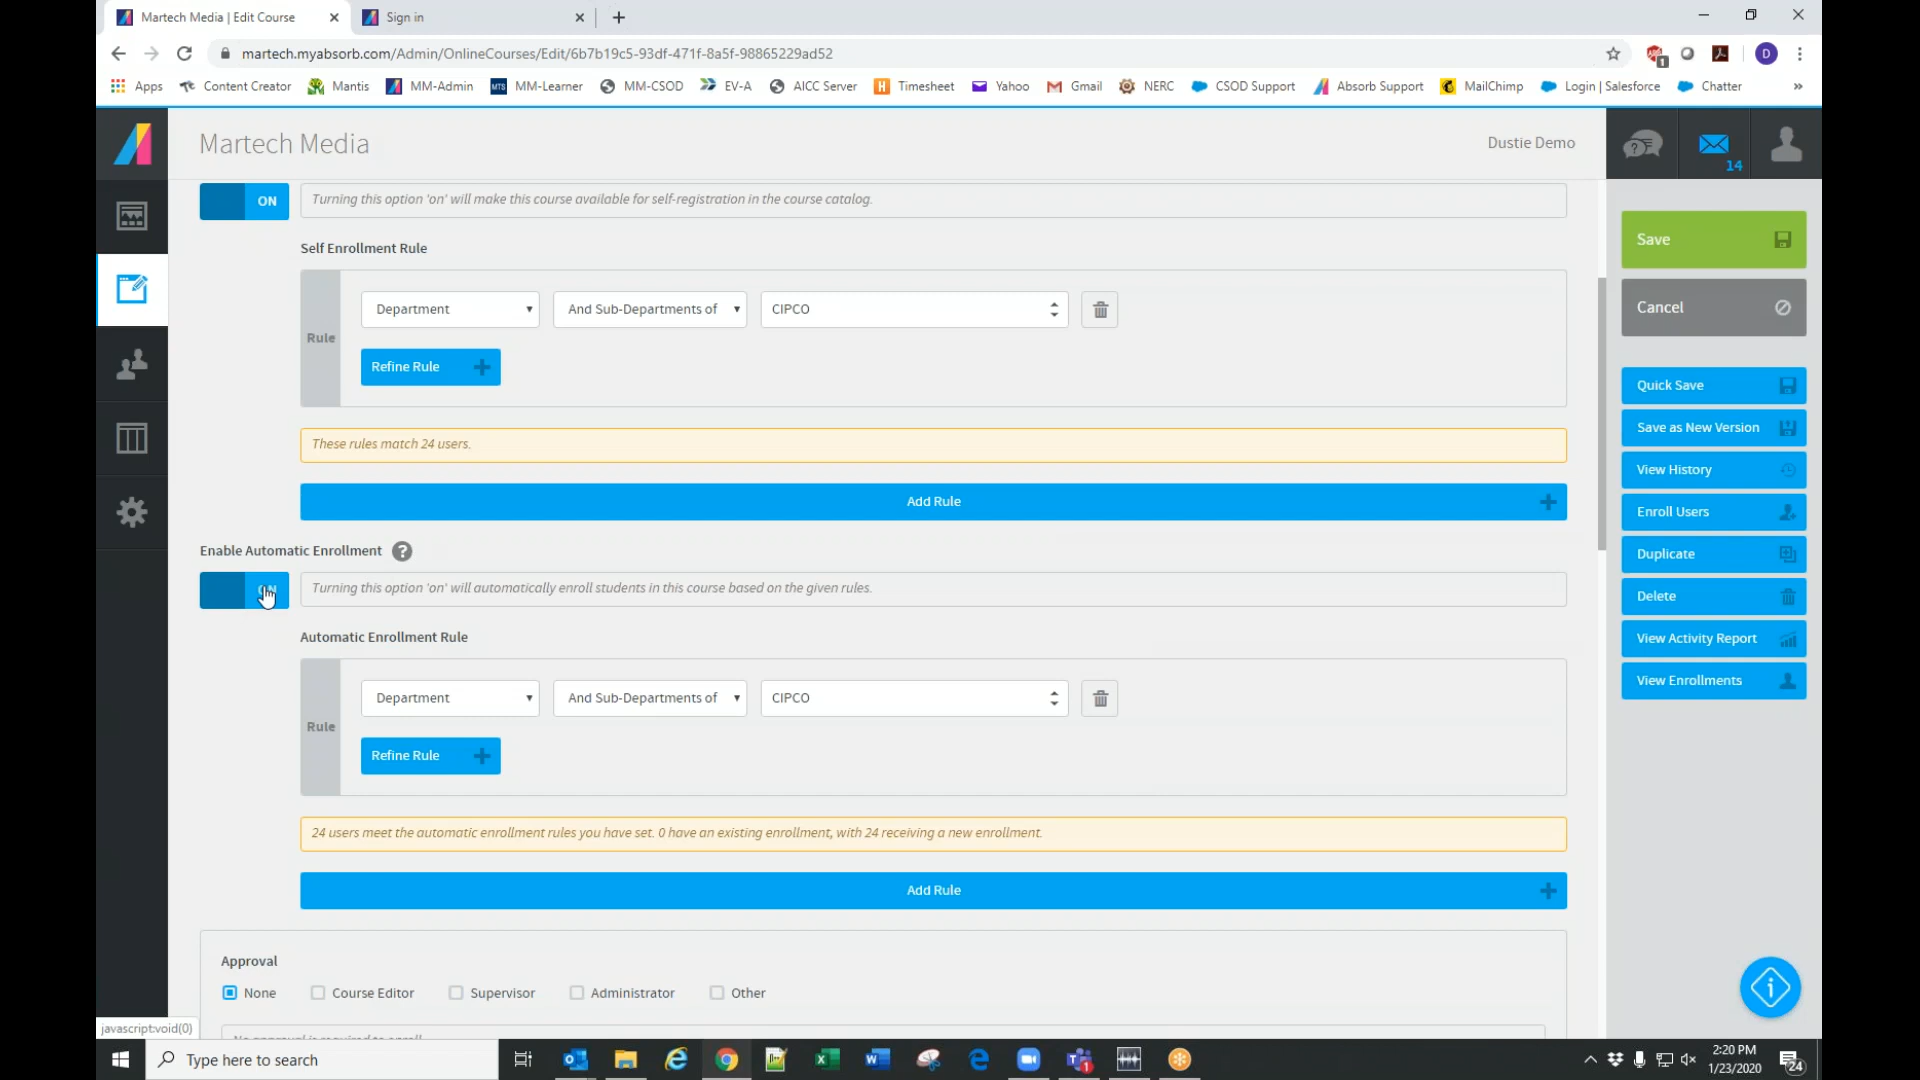 Martech Media | Edit Course
Sign in
martech.myabsorb.com/Admin/OnlineCourses/Edit/6b7b19c5-93df-471f-8a5f-98865229ad52
1
D
Apps
Content Creator
Mantis
MM-Admin
MTS
MM-Learner
MM-CSOD
EV-A
AICC Server
H
Timesheet
Yahoo
Gmail
NERC
CSOD Support
Absorb Support
MailChimp
Login | Salesforce
Chatter
»
Martech Media
Dustie Demo
14
ON
Turning this option 'on' will make this course available for self-registration in the course catalog.
Save
Self Enrollment Rule
Rule
Department
And Sub-Departments of
CIPCO
Cancel
Refine Rule
Quick Save
Save as New Version
These rules match 24 users.
View History
Add Rule
Enroll Users
Enable Automatic Enrollment ?
Duplicate
Turning this option 'on' will automatically enroll students in this course based on the given rules.
Delete
Automatic Enrollment Rule
View Activity Report
View Enrollments
Rule
Department
And Sub-Departments of
CIPCO
Refine Rule
24 users meet the automatic enrollment rules you have set. 0 have an existing enrollment, with 24 receiving a new enrollment.
Add Rule
Approval
None
Course Editor
Supervisor
Administrator
Other
No approval is required to enroll
javascript:void(0)
Type here to search
2:20 PM
1/23/2020
24